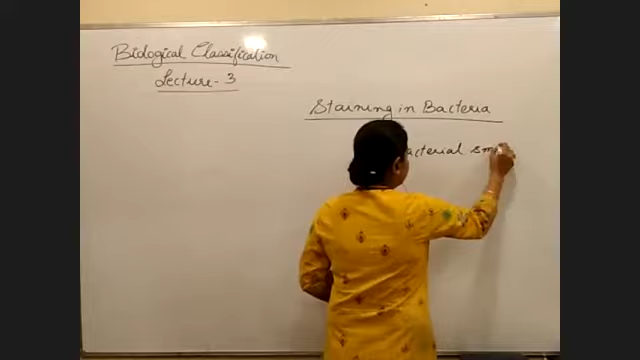 Biological Classification
Lecture - 3
Staining in Bacteria
acterial sm